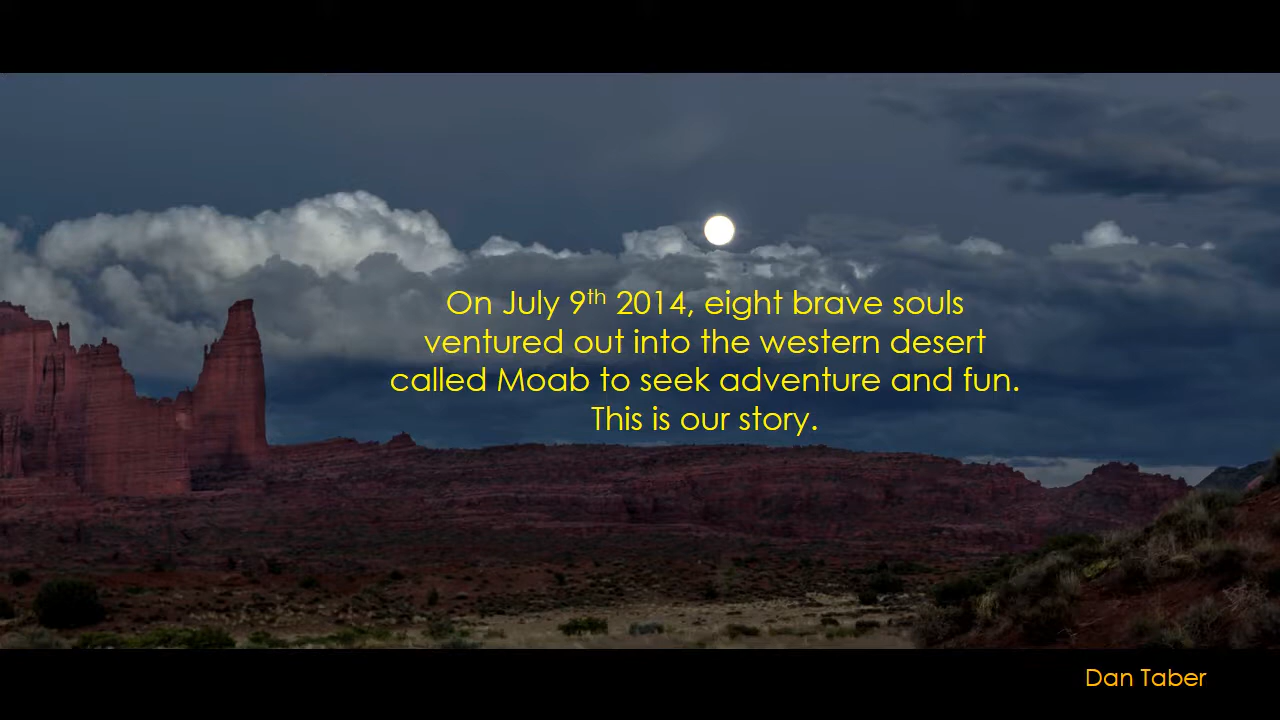 On July 9th 2014, eight brave souls
ventured out into the western desert
called Moab to seek adventure and fun.
This is our story.
Dan Taber